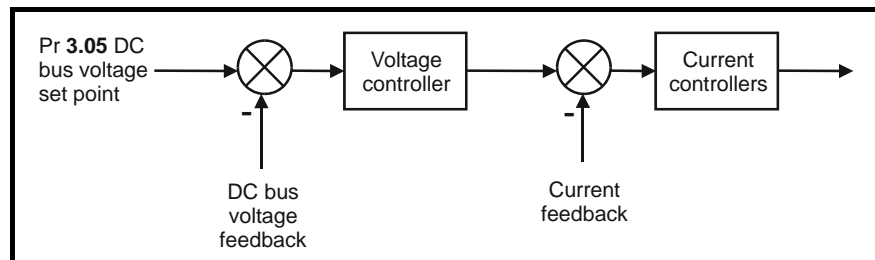 Pr 3.05 DC
bus voltage
set point
Voltage
controller
Current
controllers
-
-
DC bus
voltage
feedback
Current
feedback